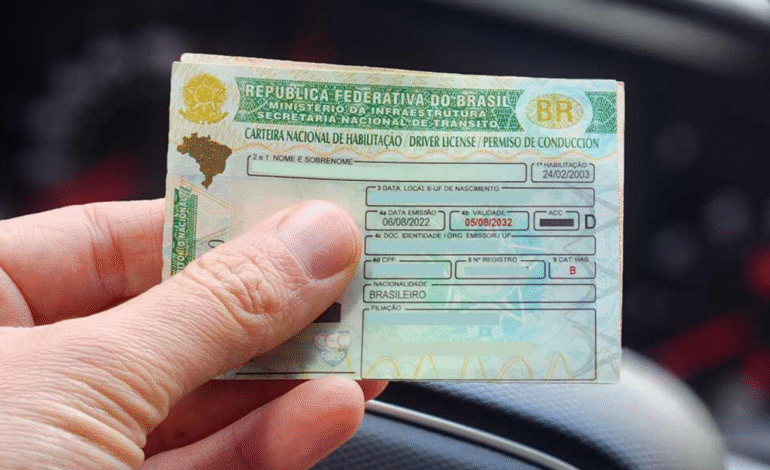 REPÚBLICA FEDERATIVA DO BRASIL
MINISTÉRIO DA INFRAESTRUTURA
SECRETARIA NACIONAL DE TRÂNSITO
BR
CARTEIRA NACIONAL DE HABILITAÇÃO / DRIVER LICENSE / PERMISO DE CONDUCCIÓN
2 e 1 NOME E SOBRENOME
1ª HABILITAÇÃO
24/02/2003
3 DATA, LOCAL E UF DE NASCIMENTO
4a DATA EMISSÃO
06/08/2022
4b VALIDADE
05/08/2032
ACC
D
4c DOC. IDENTIDADE / ÓRG. EMISSOR / UF
4d CPF
5 Nº REGISTRO
9 CAT. HAB.
B
NACIONALIDADE
BRASILEIRO
FILIAÇÃO